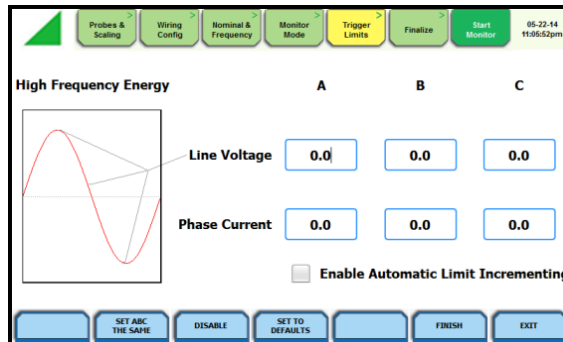 Probes & Scaling
Wiring Config
Nominal & Frequency
Monitor Mode
Trigger Limits
Finalize
Start Monitor
05-22-14
11:05:52pm
High Frequency Energy
A B C
Line Voltage 0.0 0.0 0.0
Phase Current 0.0 0.0 0.0
Enable Automatic Limit Incrementing
SET ABC THE SAME
DISABLE
SET TO DEFAULTS
FINISH
EXIT